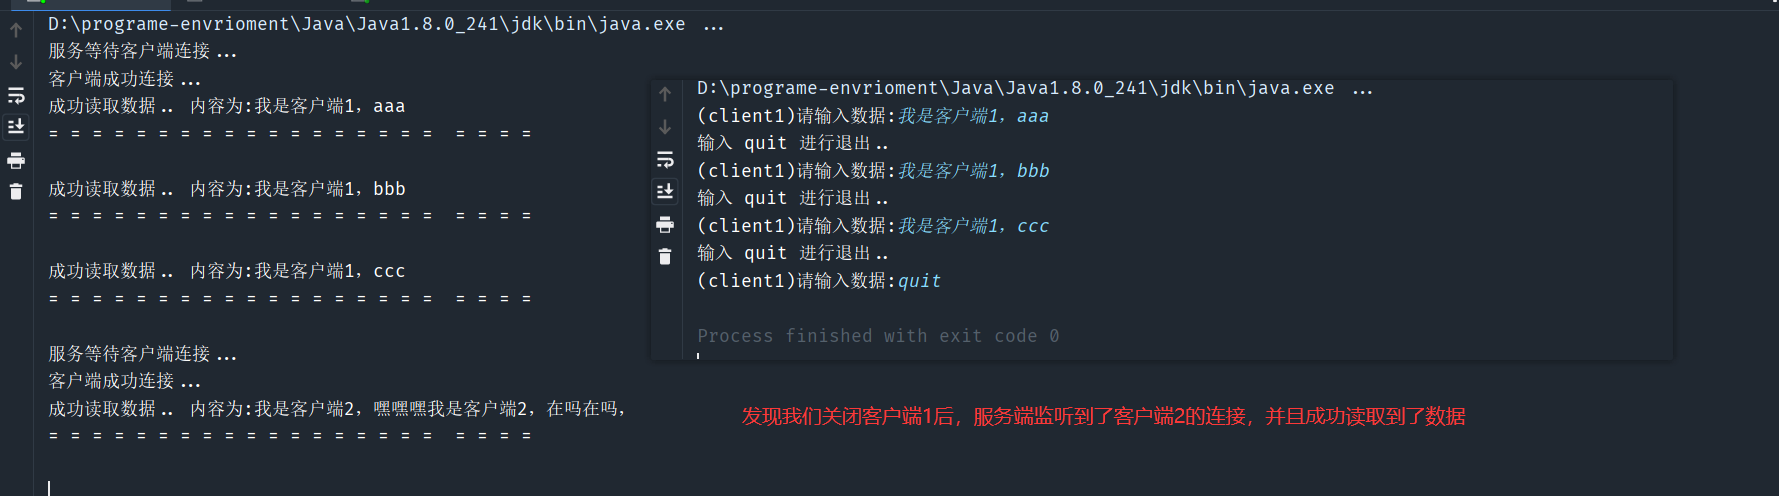 D:\programe-envrioment\Java\Java1.8.0_241\jdk\bin\java.exe ...
服务等待客户端连接...
客户端成功连接...
成功读取数据.. 内容为:我是客户端1，aaa
= = = = = = = = = = = = = = = = = =  = = = =
成功读取数据.. 内容为:我是客户端1，bbb
= = = = = = = = = = = = = = = = = =  = = = =
成功读取数据.. 内容为:我是客户端1，ccc
= = = = = = = = = = = = = = = = = =  = = = =
服务等待客户端连接...
客户端成功连接...
成功读取数据.. 内容为:我是客户端2，嘿嘿嘿我是客户端2，在吗在吗，
= = = = = = = = = = = = = = = = = =  = = = =
D:\programe-envrioment\Java\Java1.8.0_241\jdk\bin\java.exe ...
(client1)请输入数据:我是客户端1，aaa
输入 quit 进行退出..
(client1)请输入数据:我是客户端1，bbb
输入 quit 进行退出..
(client1)请输入数据:我是客户端1，ccc
输入 quit 进行退出..
(client1)请输入数据:quit
Process finished with exit code 0
发现我们关闭客户端1后，服务端监听到了客户端2的连接，并且成功读取到了数据